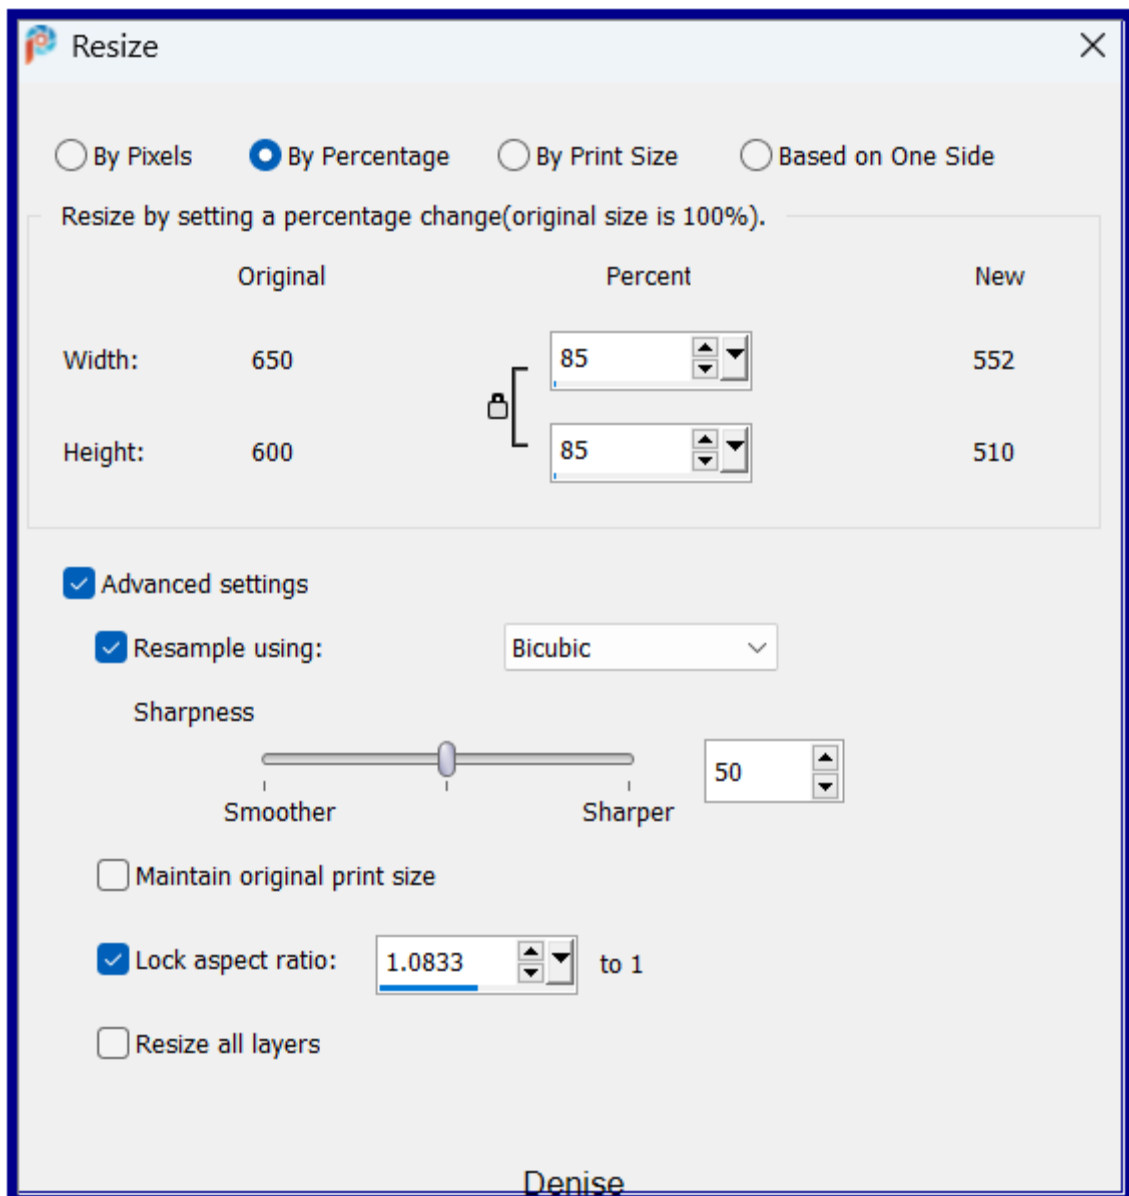 Resize
By Pixels By Percentage By Print Size Based on One Side
Resize by setting a percentage change(original size is 100%).
Original Percent New
Width: 650 85 552
Height: 600 85 510
Advanced settings
Resample using: Bicubic
Sharpness
50
Smoother Sharper
Maintain original print size
Lock aspect ratio: 1.0833 to 1
Resize all layers
Denise